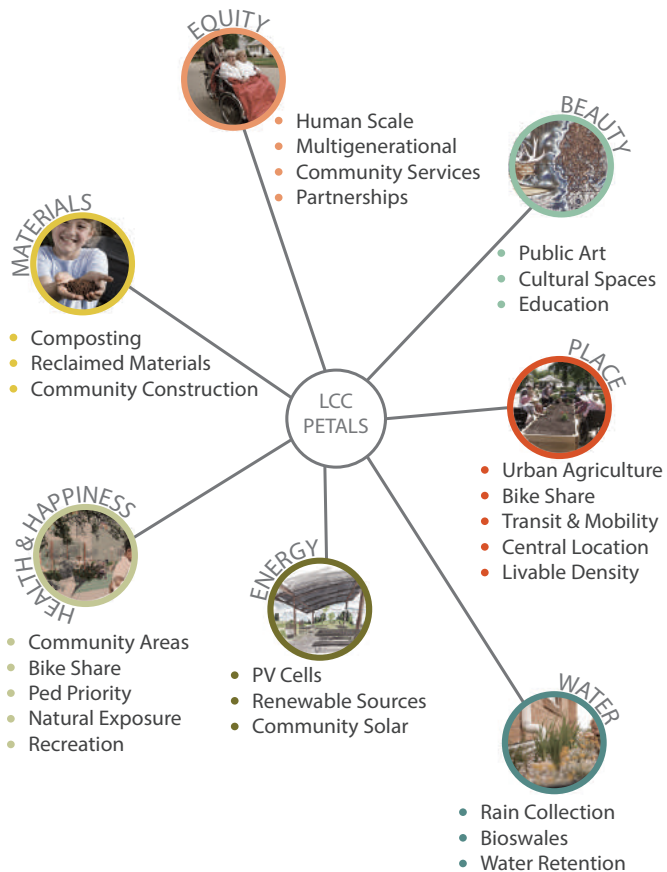 EQUITY
Human Scale
Multigenerational
Community Services
Partnerships
BEAUTY
Public Art
Cultural Spaces
Education
MATERIALS
Composting
Reclaimed Materials
Community Construction
LCC
PETALS
PLACE
Urban Agriculture
Bike Share
Transit & Mobility
Central Location
Livable Density
HEALTH & HAPPINESS
Community Areas
Bike Share
Ped Priority
Natural Exposure
Recreation
ENERGY
PV Cells
Renewable Sources
Community Solar
WATER
Rain Collection
Bioswales
Water Retention